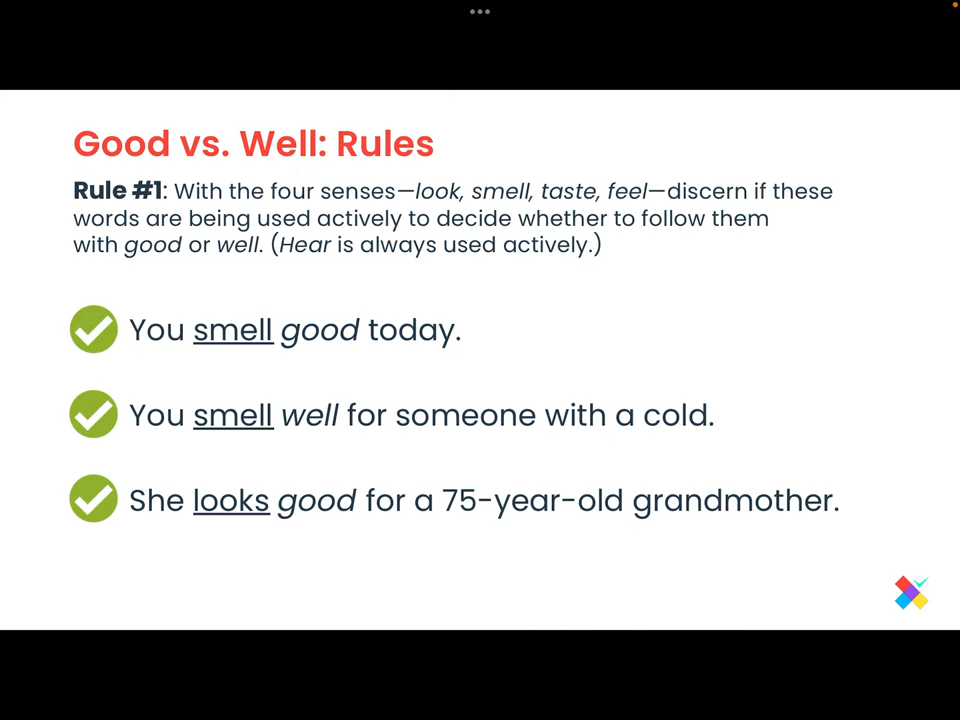 Good vs. Well: Rules
Rule #1: With the four senses—look, smell, taste, feel—discern if these
words are being used actively to decide whether to follow them
with good or well. (Hear is always used actively.)
You smell good today.
You smell well for someone with a cold.
She looks good for a 75-year-old grandmother.